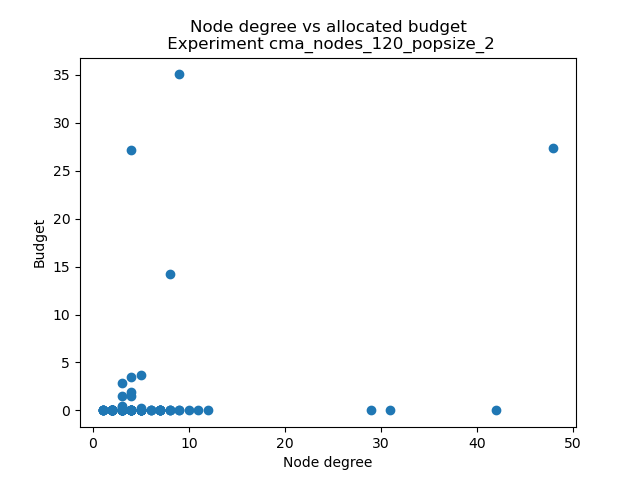 Node degree vs allocated budget
Experiment cma_nodes_120_popsize_2
35
30
25
20
15
10
5
0
Budget
0 10 20 30 40 50
Node degree